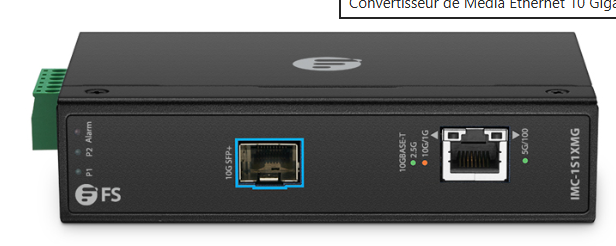 Convertisseur de Média Ethernet 10 Giga
P1 P2 Alarm
FS
10G SFP+
10GBASE-T
2.5G
10G/1G
5G/100
IMC-1S1XMG